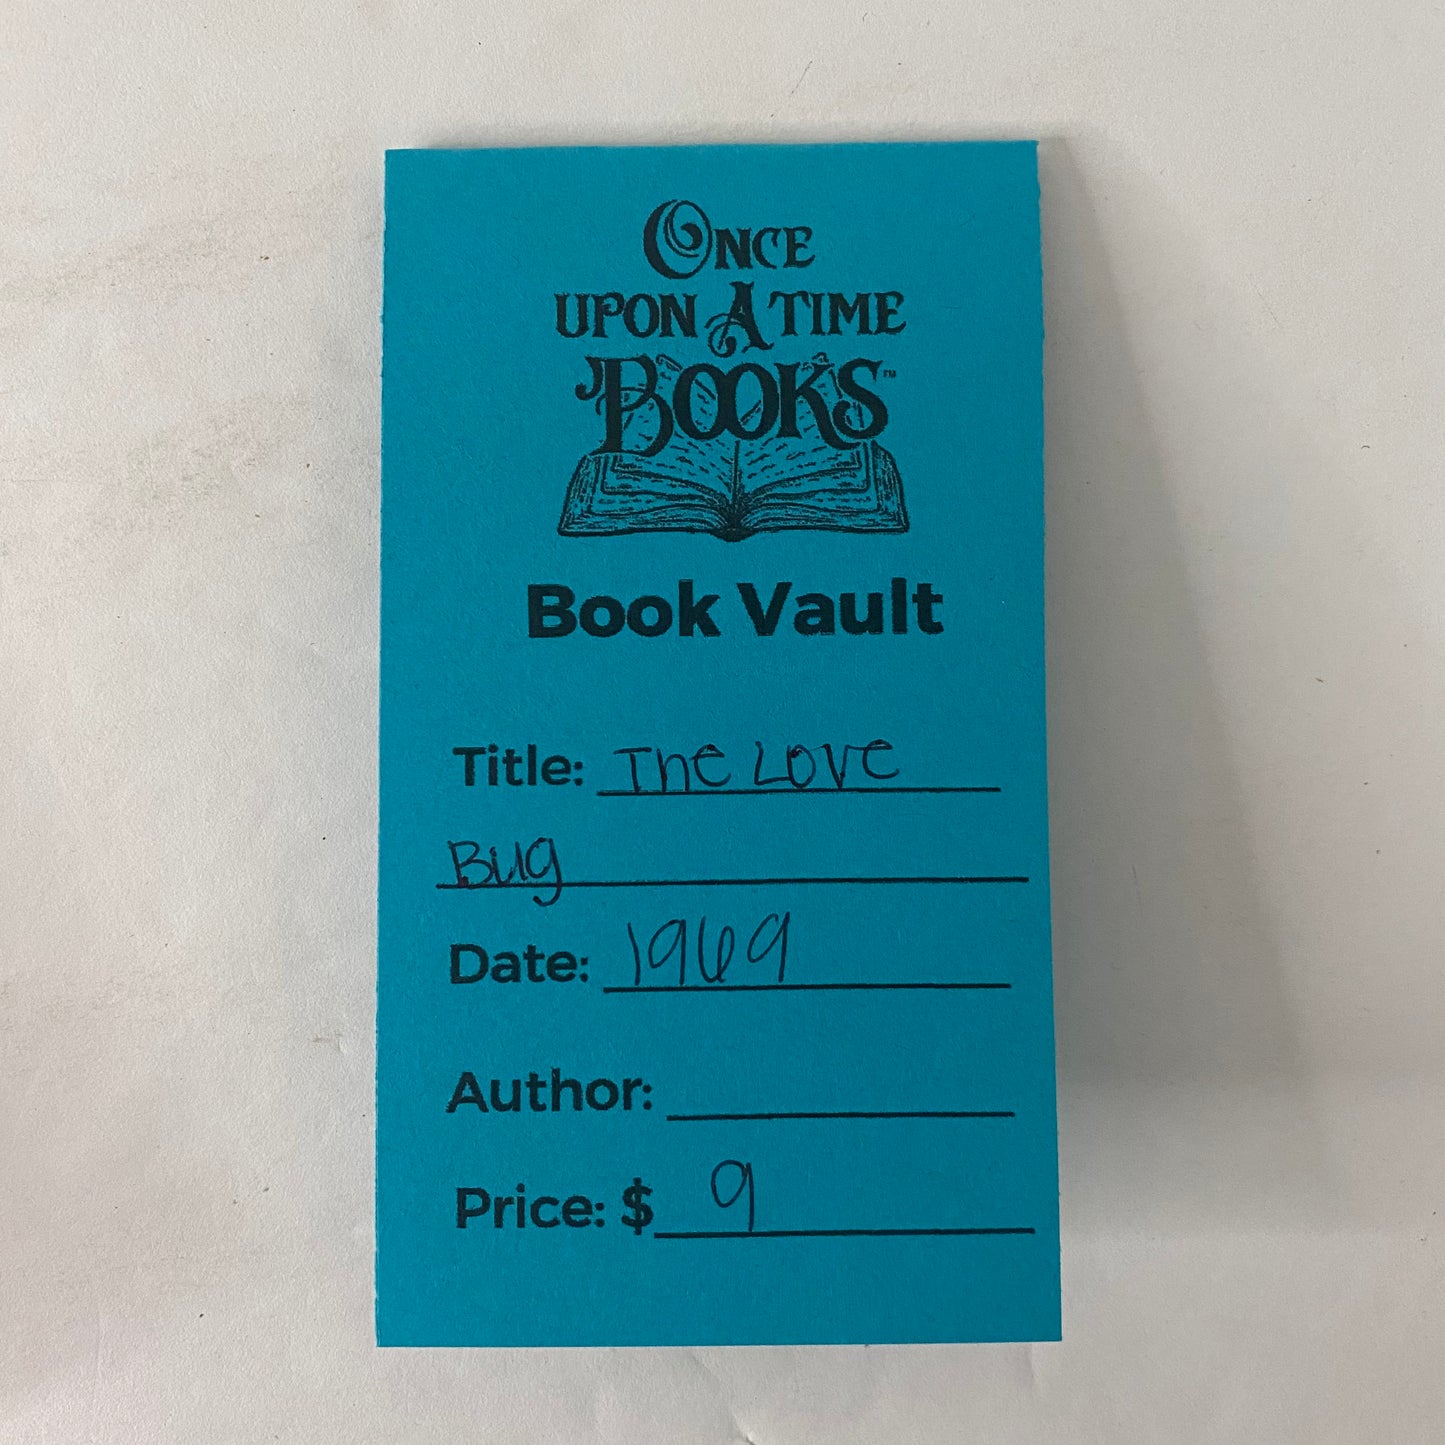 ONCE
UPON A TIME
BOOKS™
Book Vault
Title: The Love
Bug
Date: 1969
Author:
Price: $ 9